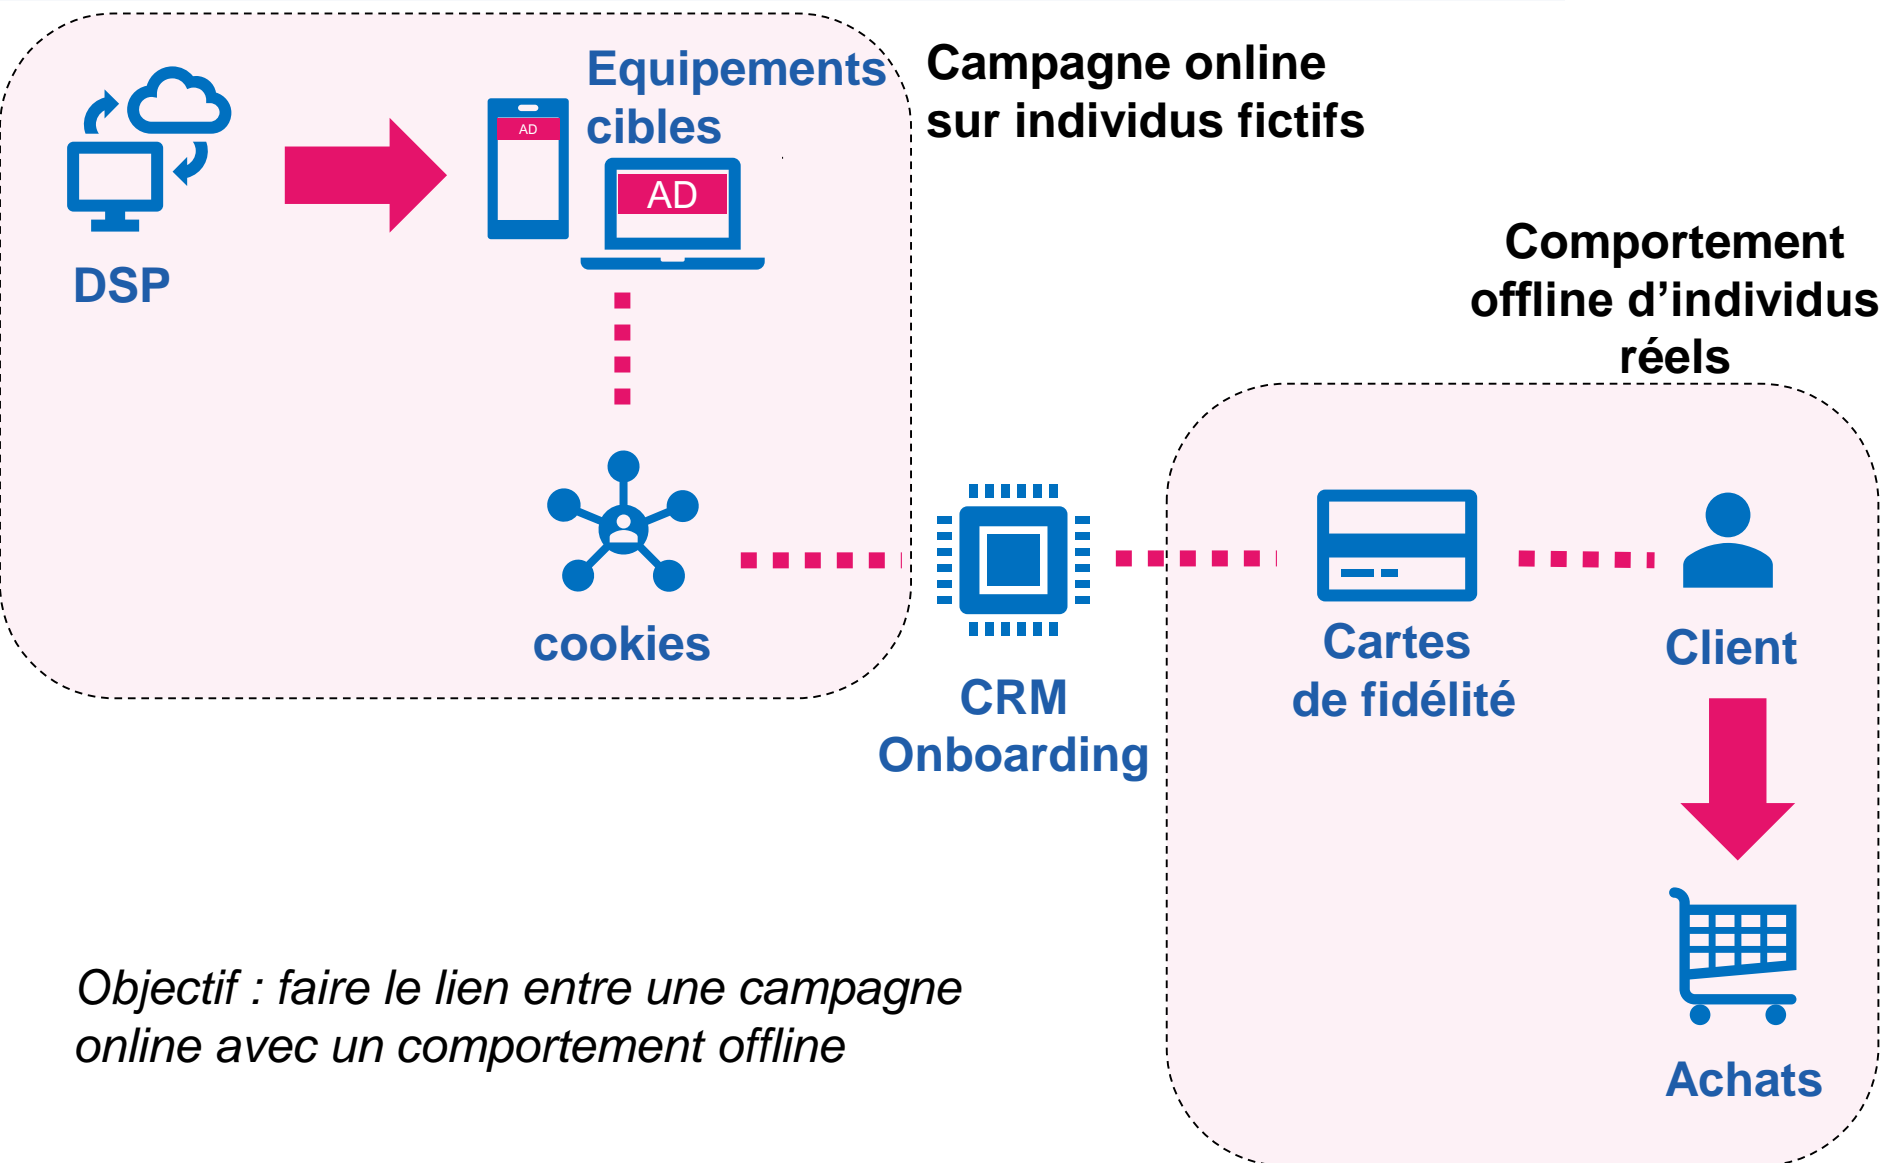 Equipements
cibles
AD
AD
DSP
Campagne online
sur individus fictifs
Comportement
offline d’individus
réels
cookies
CRM
Onboarding
Cartes
de fidélité
Client
Achats
Objectif : faire le lien entre une campagne
online avec un comportement offline